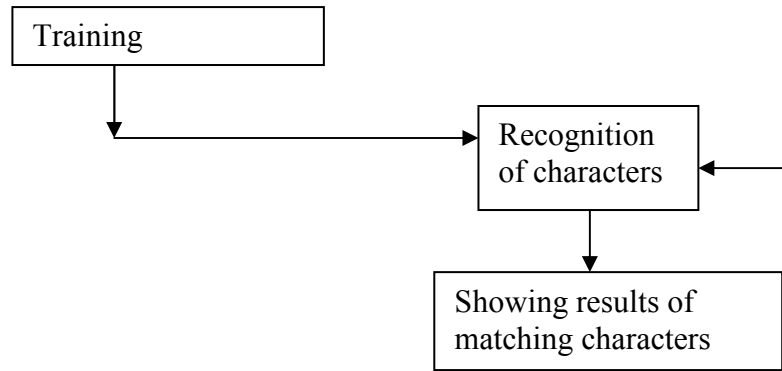 Training
Recognition
of characters
Showing results of
matching characters